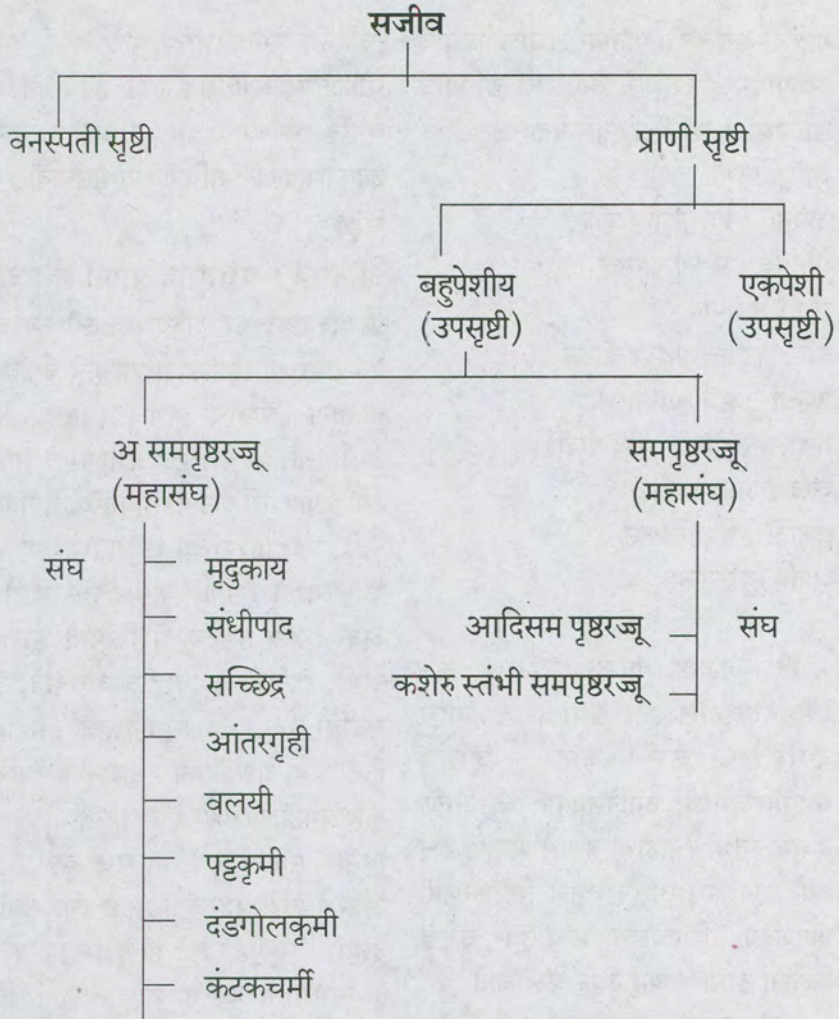 सजीव
वनस्पती सृष्टी
प्राणी सृष्टी
बहुपेशीय
(उपसृष्टी)
एकपेशी
(उपसृष्टी)
अ समपृष्ठरज्जू
(महासंघ)
समपृष्ठरज्जू
(महासंघ)
संघ
मृदुकाय
संधीपाद
सच्छिद्र
आंतरगृही
वलयी
पट्टकृमी
दंडगोलकृमी
कंटकचर्मी
आदिसम पृष्ठरज्जू
संघ
कशेरु स्तंभी समपृष्ठरज्जू